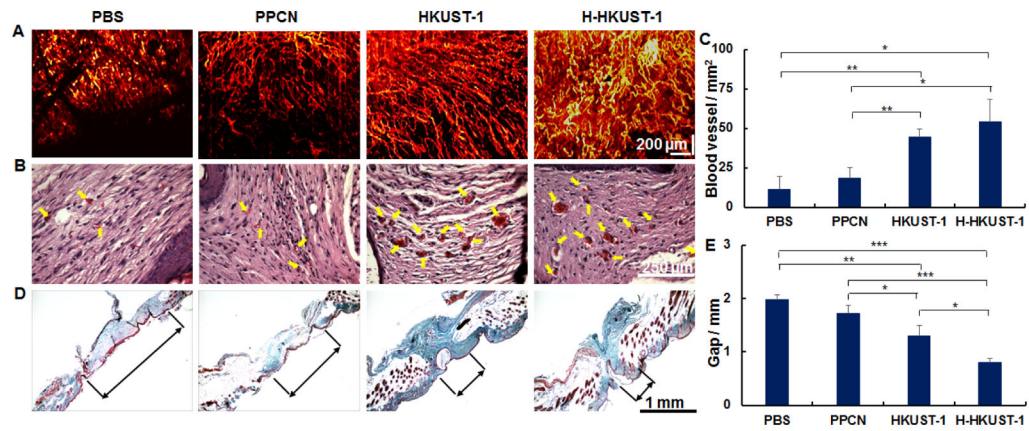 PBS PPCN HKUST-1 H-HKUST-1
A
200 μm
B
250 μm
D
1 mm
C
Blood vessel / mm²
100
75
50
25
0
*
**
*
**
PBS PPCN HKUST-1 H-HKUST-1
E
Gap / mm
3
2
1
0
***
**
***
*
*
PBS PPCN HKUST-1 H-HKUST-1